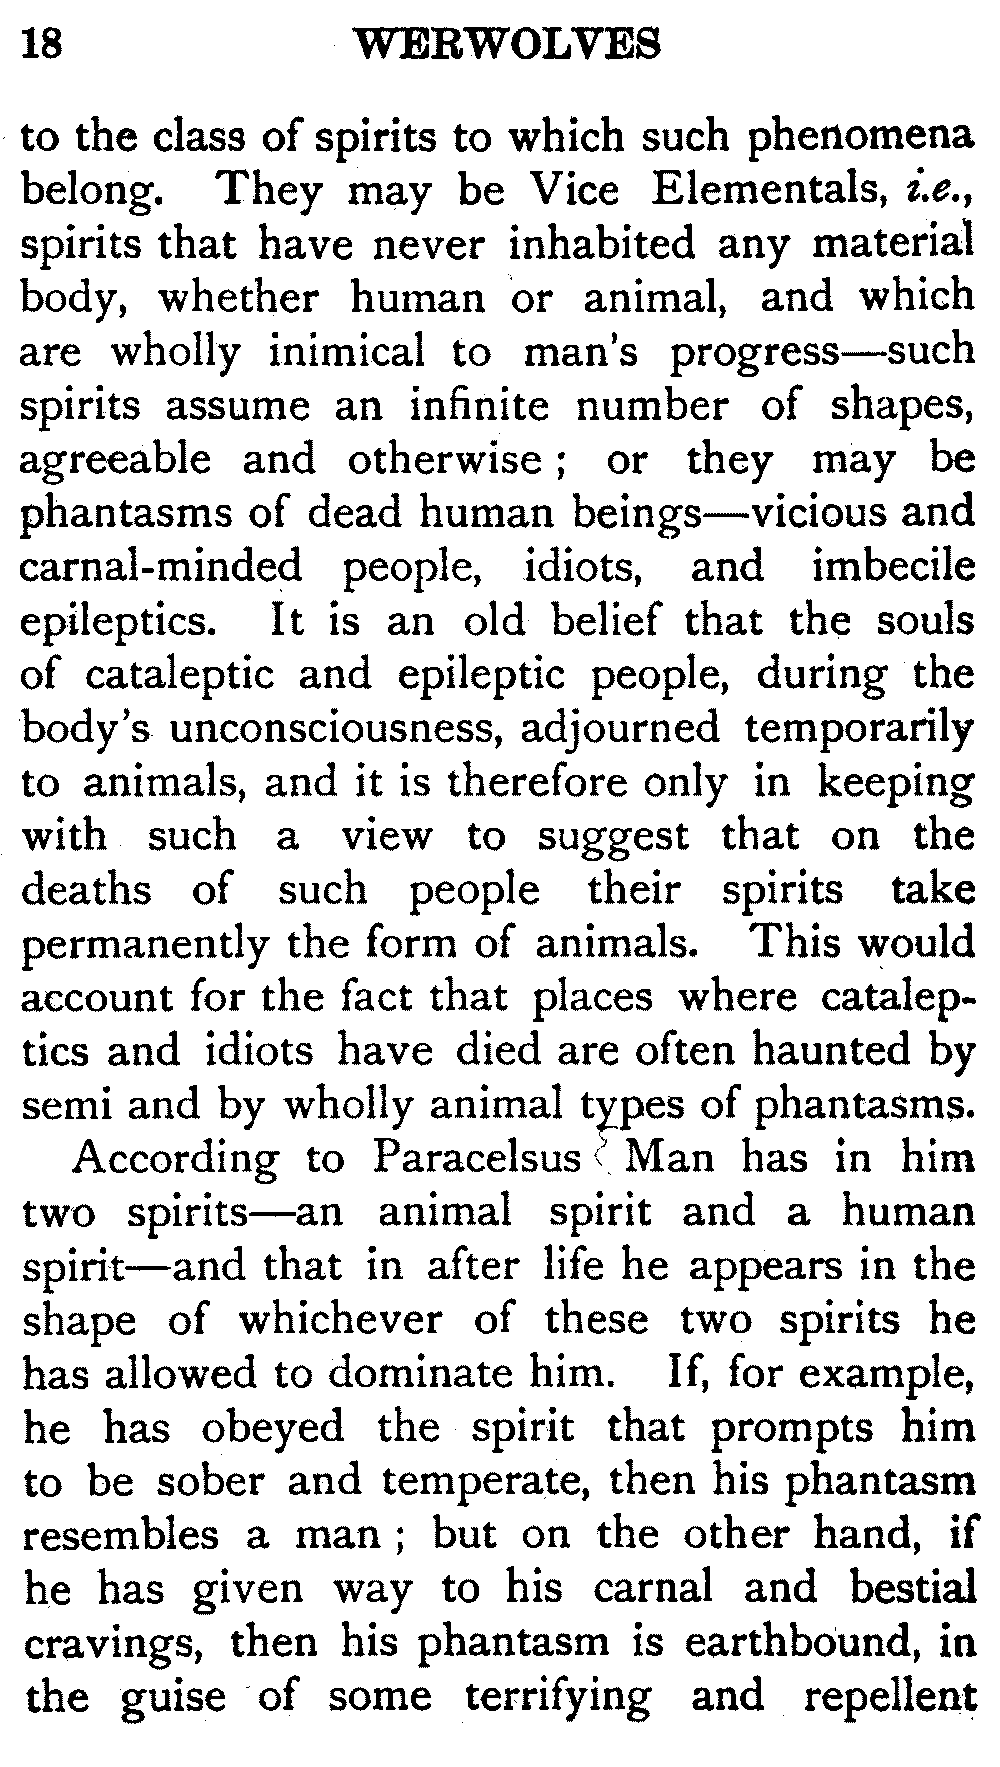 18 WERWOLVES
to the class of spirits to which such phenomena
belong. They may be Vice Elementals, i.e.,
spirits that have never inhabited any material
body, whether human or animal, and which
are wholly inimical to man's progress—such
spirits assume an infinite number of shapes,
agreeable and otherwise ; or they may be
phantasms of dead human beings—vicious and
carnal-minded people, idiots, and imbecile
epileptics. It is an old belief that the souls
of cataleptic and epileptic people, during the
body's unconsciousness, adjourned temporarily
to animals, and it is therefore only in keeping
with such a view to suggest that on the
deaths of such people their spirits take
permanently the form of animals. This would
account for the fact that places where catalep-
tics and idiots have died are often haunted by
semi and by wholly animal types of phantasms.
According to Paracelsus Man has in him
two spirits—an animal spirit and a human
spirit—and that in after life he appears in the
shape of whichever of these two spirits he
has allowed to dominate him. If, for example,
he has obeyed the spirit that prompts him
to be sober and temperate, then his phantasm
resembles a man ; but on the other hand, if
he has given way to his carnal and bestial
cravings, then his phantasm is earthbound, in
the guise of some terrifying and repellent